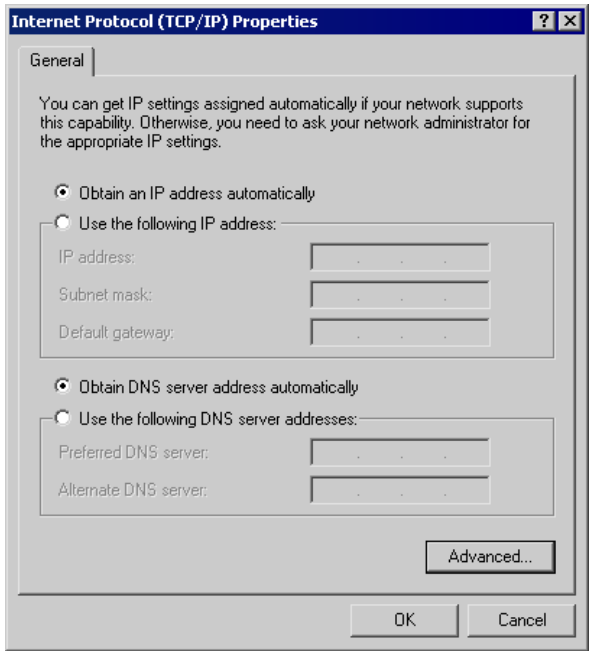 Internet Protocol (TCP/IP) Properties
General
You can get IP settings assigned automatically if your network supports
this capability. Otherwise, you need to ask your network administrator for
the appropriate IP settings.
Obtain an IP address automatically
Use the following IP address:
IP address:
Subnet mask:
Default gateway:
Obtain DNS server address automatically
Use the following DNS server addresses:
Preferred DNS server:
Alternate DNS server:
Advanced...
OK Cancel